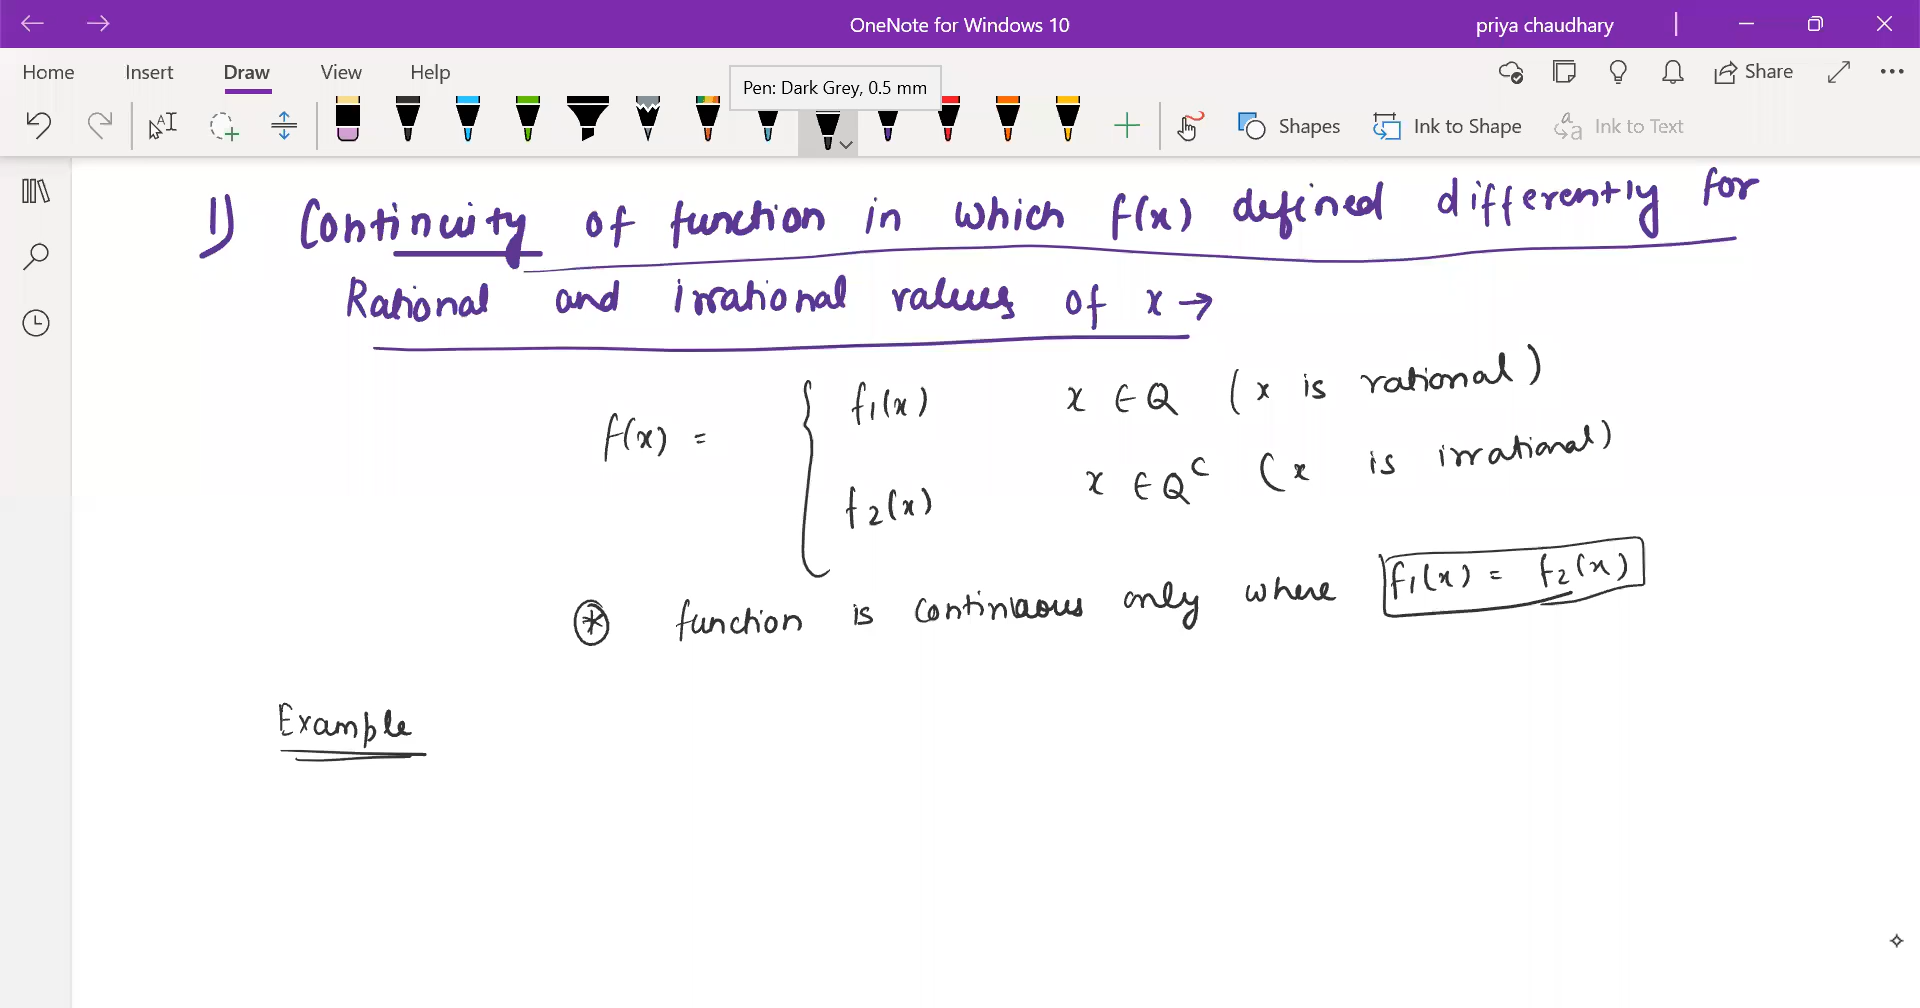 OneNote for Windows 10
priya chaudhary
Home Insert Draw View Help
Share
Pen: Dark Grey, 0.5 mm
Shapes Ink to Shape Ink to Text
1) Continuity of function in which f(x) defined differently for
Rational and irrational values of x →
f(x) = { f₁(x) x ∈ Q (x is rational)
f₂(x) x ∈ Qᶜ (x is irrational)
* function is continuous only where f₁(x) = f₂(x)
Example